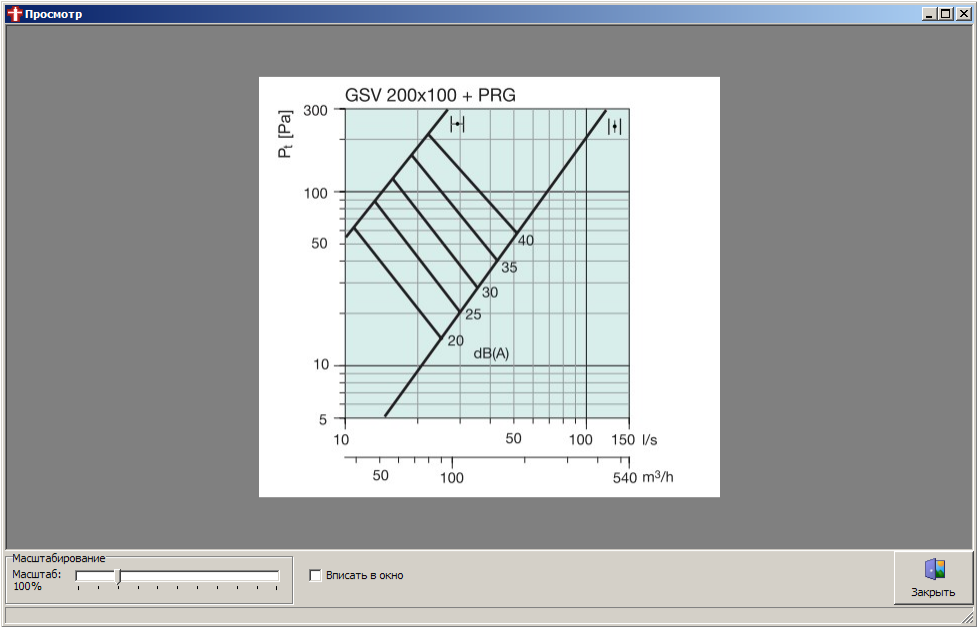 Просмотр
GSV 200x100 + PRG
Pt [Pa]
300
100
50
10
5
40
35
30
25
20
dB(A)
10 50 100 150 l/s
50 100 540 m³/h
Масштабирование
Масштаб:
100%
Вписать в окно
Закрыть